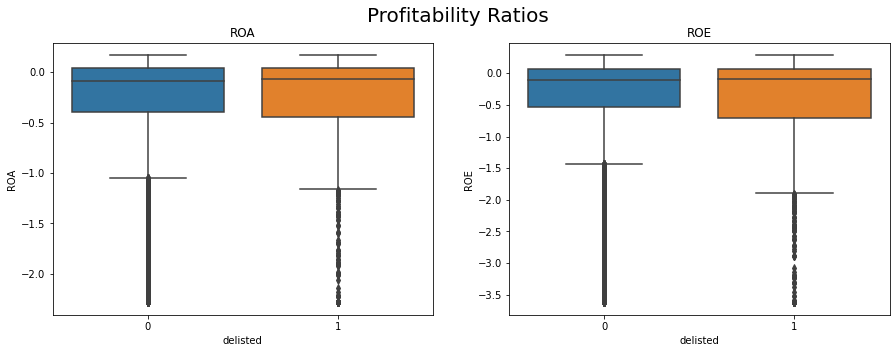 Profitability Ratios
ROA
ROA
0.0
−0.5
−1.0
−1.5
−2.0
0 1
delisted
ROE
ROE
0.0
−0.5
−1.0
−1.5
−2.0
−2.5
−3.0
−3.5
0 1
delisted